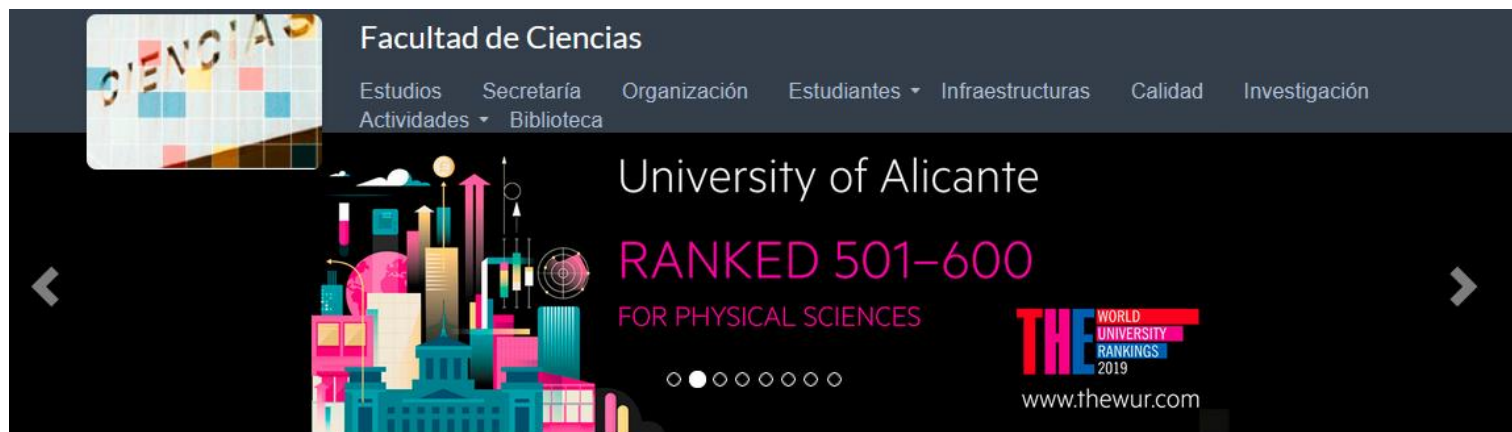 CIENCIAS
Facultad de Ciencias
Estudios Secretaría Organización Estudiantes Infraestructuras Calidad Investigación
Actividades Biblioteca
University of Alicante
RANKED 501–600
FOR PHYSICAL SCIENCES
THE WORLD
UNIVERSITY
RANKINGS
2019
www.thewur.com